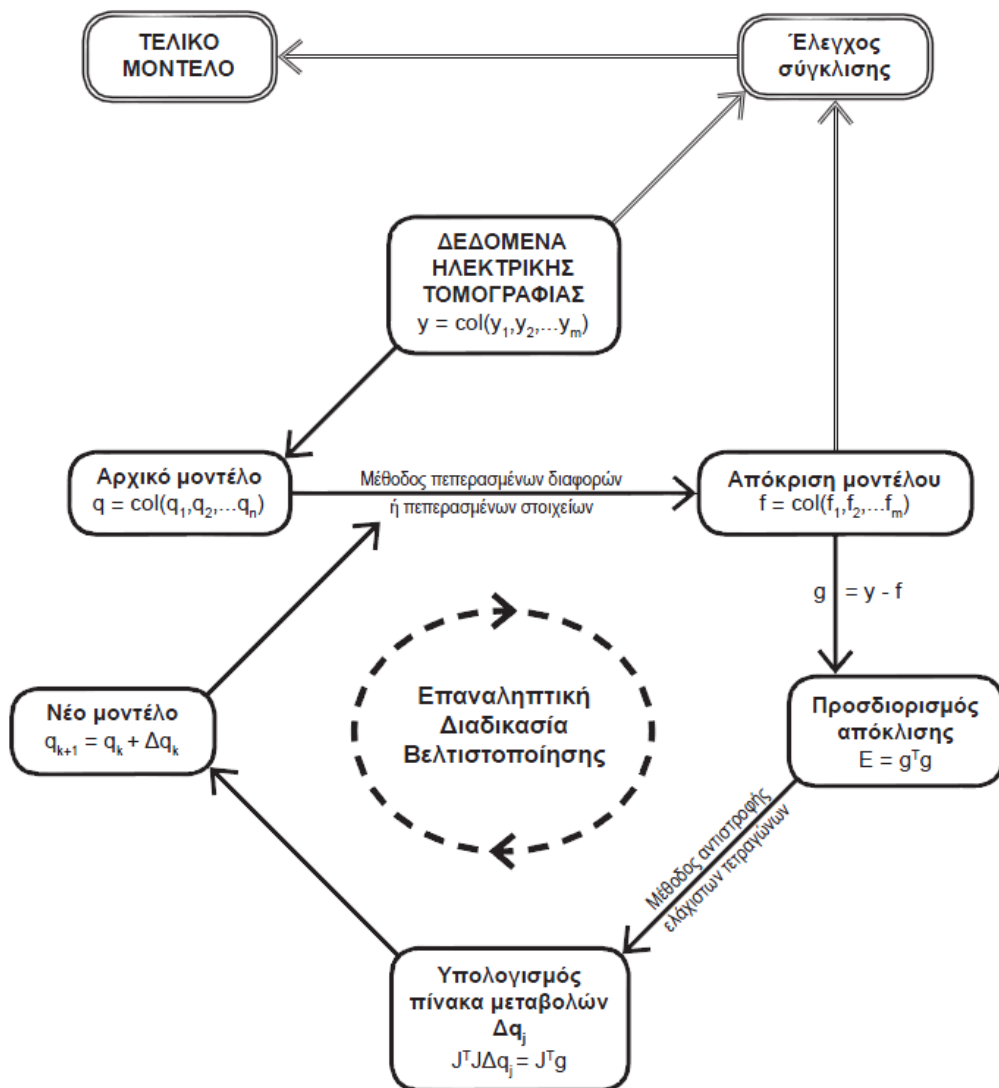 ΤΕΛΙΚΟ
ΜΟΝΤΕΛΟ
Έλεγχος
σύγκλισης
ΔΕΔΟΜΕΝΑ
ΗΛΕΚΤΡΙΚΗΣ
ΤΟΜΟΓΡΑΦΙΑΣ
y = col(y₁,y₂,...yₘ)
Αρχικό μοντέλο
q = col(q₁,q₂,...qₙ)
Μέθοδος πεπερασμένων διαφορών
ή πεπερασμένων στοιχείων
Απόκριση μοντέλου
f = col(f₁,f₂,...fₘ)
g = y - f
Επαναληπτική
Διαδικασία
Βελτιστοποίησης
Νέο μοντέλο
qₖ₊₁ = qₖ + Δqₖ
Προσδιορισμός
απόκλισης
E = gᵀg
Μέθοδος αντιστροφής
ελάχιστων τετραγώνων
Υπολογισμός
πίνακα μεταβολών
Δqⱼ
JᵀJΔqⱼ = Jᵀg